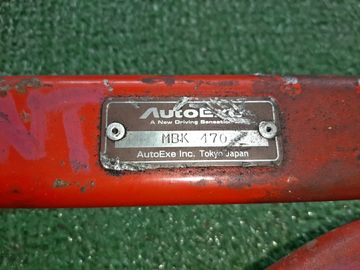 AutoExe
A New Driving Sensation
MBK 470
AutoExe Inc. Tokyo Japan